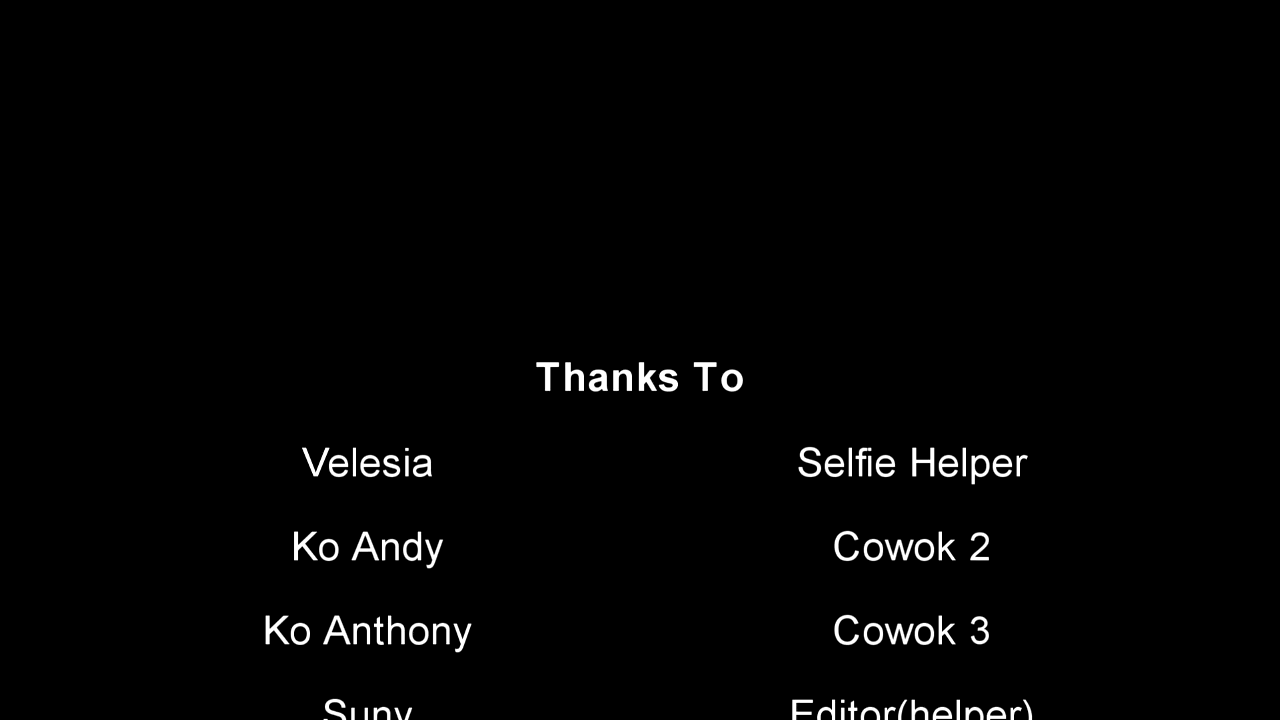 Thanks To
Velesia Selfie Helper
Ko Andy Cowok 2
Ko Anthony Cowok 3
Suny Editor(helper)